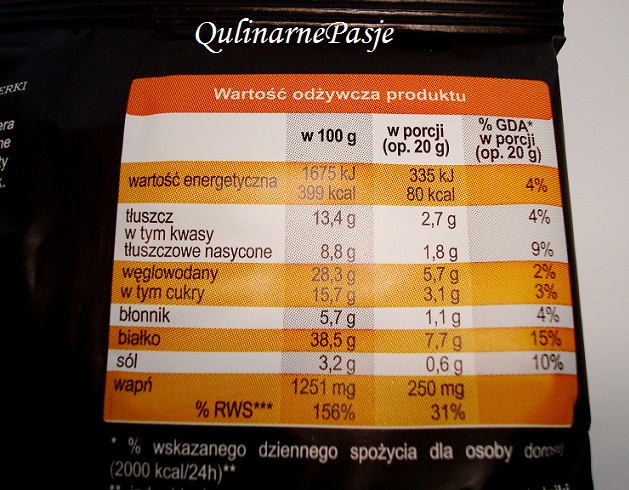 QulinarnePasje
ERKI
era
ne
ty
k.
Wartość odżywcza produktu
w 100 g
w porcji
(op. 20 g)
% GDA*
w porcji
(op. 20 g)
wartość energetyczna 1675 kJ 335 kJ 4%
399 kcal 80 kcal
tłuszcz 13,4 g 2,7 g 4%
w tym kwasy
tłuszczowe nasycone 8,8 g 1,8 g 9%
węglowodany 28,3 g 5,7 g 2%
w tym cukry 15,7 g 3,1 g 3%
błonnik 5,7 g 1,1 g 4%
białko 38,5 g 7,7 g 15%
sól 3,2 g 0,6 g 10%
wapń 1251 mg 250 mg
% RWS*** 156% 31%
* % wskazanego dziennego spożycia dla osoby
(2000 kcal/24h)**